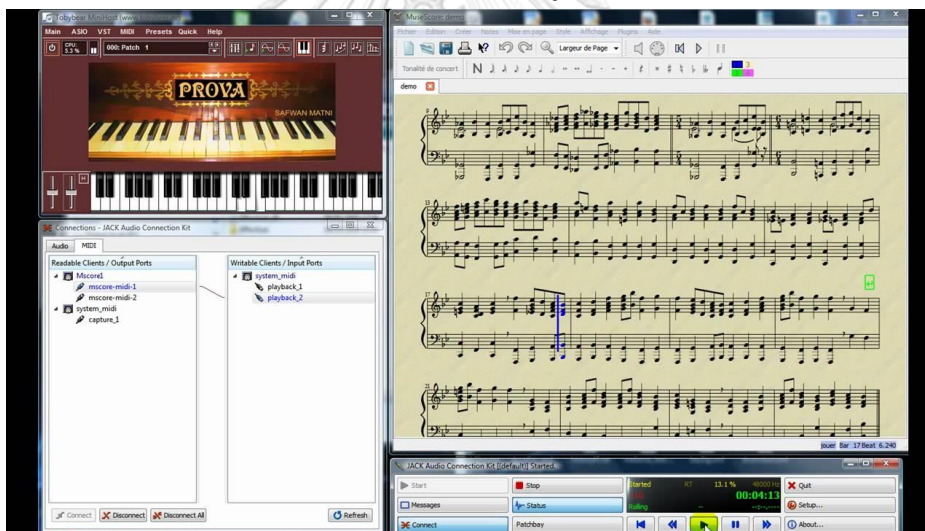 Tobybear MiniHost (www
Main ASIO VST MIDI Presets Quick Help
CPU: 5.3 % 000: Patch 1
PROVA
SAFWAN MATNI
Connections - JACK Audio Connection Kit
Audio MIDI
Readable Clients / Output Ports
Mscore1
mscore-midi-1
mscore-midi-2
system_midi
capture_1
Writable Clients / Input Ports
system_midi
playback_1
playback_2
Connect Disconnect Disconnect All Refresh
MuseScore: demo
Fichier Edition Créer Notes Mise en page Style Affichage Plugins Aide
Largeur de Page
Tonalité de concert N
demo
13
17
21
jouer Bar 17 Beat 6.240
JACK Audio Connection Kit [(default)] Started.
Start Stop Started RT 13.1 % 48000 Hz Quit
00:04:13
Messages Status Rolling Setup...
Connect Patchbay About...